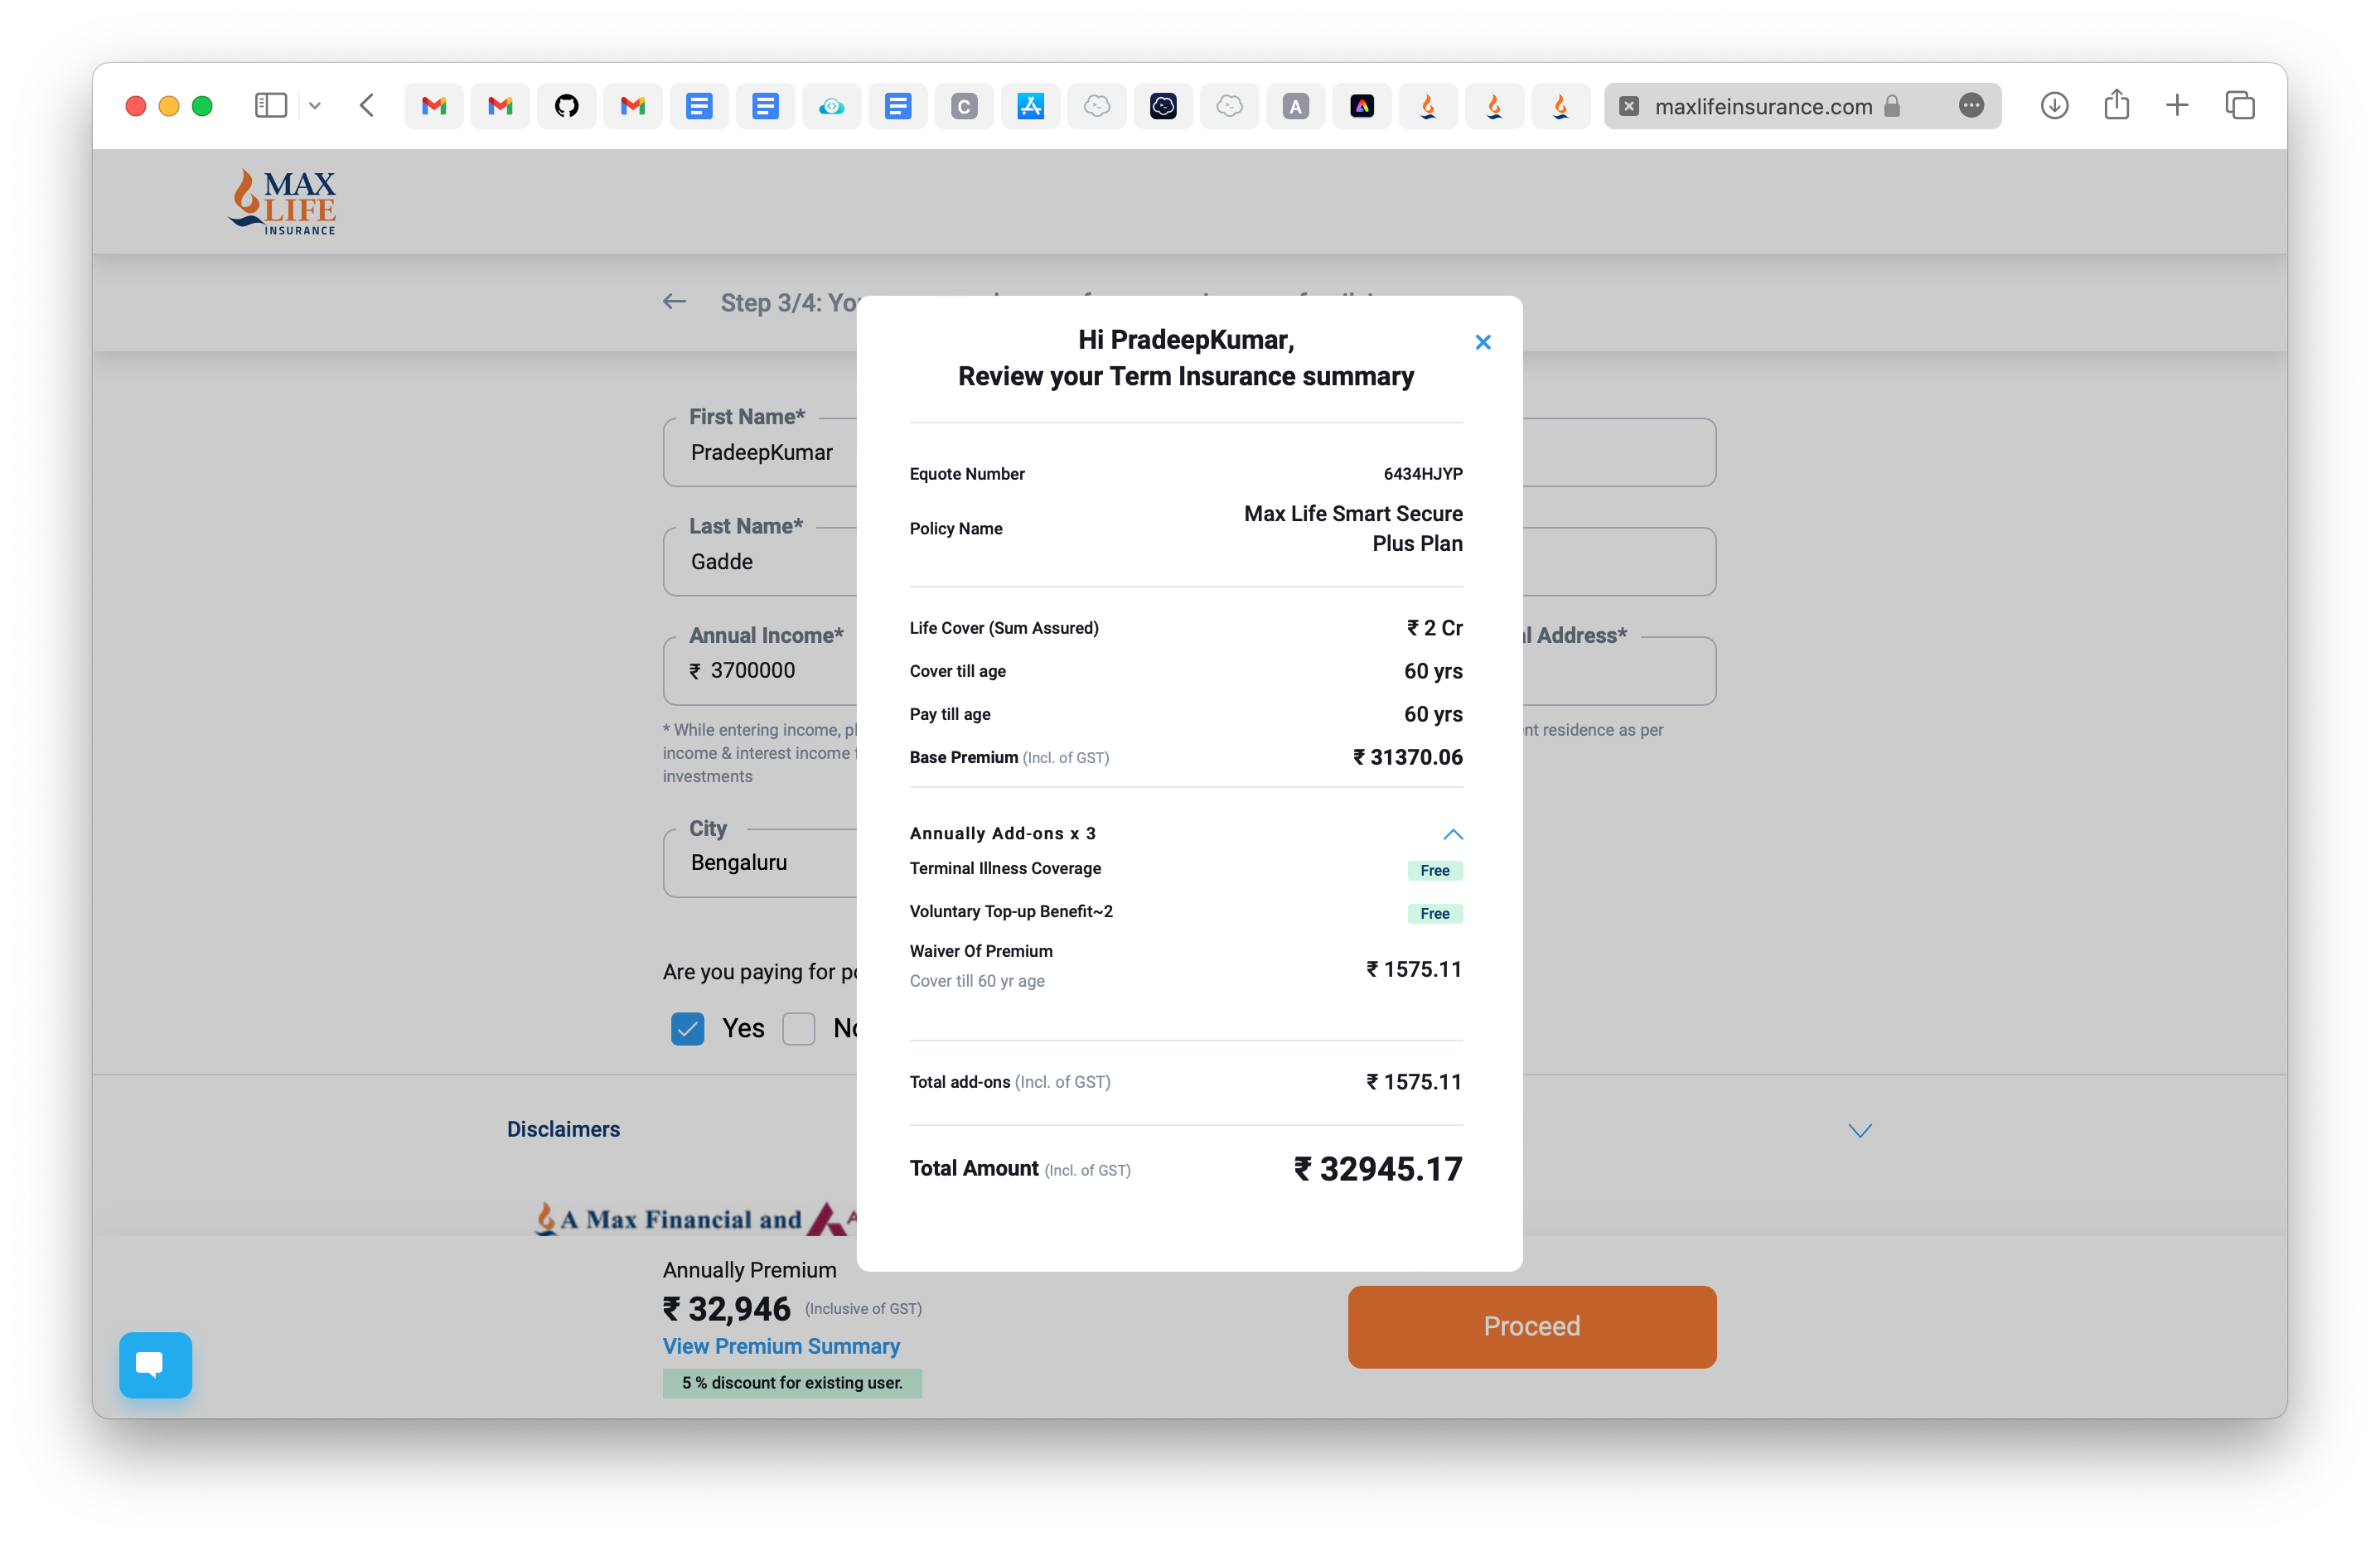 maxlifeinsurance.com
MAX
LIFE
INSURANCE
Step 3/4:
Hi PradeepKumar,
Review your Term Insurance summary
Equote Number 6434HJYP
Policy Name Max Life Smart Secure
Plus Plan
Life Cover (Sum Assured) ₹ 2 Cr
Cover till age 60 yrs
Pay till age 60 yrs
Base Premium (Incl. of GST) ₹ 31370.06
Annually Add-ons x 3
Terminal Illness Coverage Free
Voluntary Top-up Benefit~2 Free
Waiver Of Premium ₹ 1575.11
Cover till 60 yr age
Total add-ons (Incl. of GST) ₹ 1575.11
Total Amount (Incl. of GST) ₹ 32945.17
First Name*
PradeepKumar
Last Name*
Gadde
Annual Income*
₹ 3700000
Address*
* While entering income,
income & interest income
investments
residence as per
City
Bengaluru
Are you paying for
Yes
Disclaimers
A Max Financial and
Annually Premium
₹ 32,946 (Inclusive of GST)
View Premium Summary
5 % discount for existing user.
Proceed
C
A